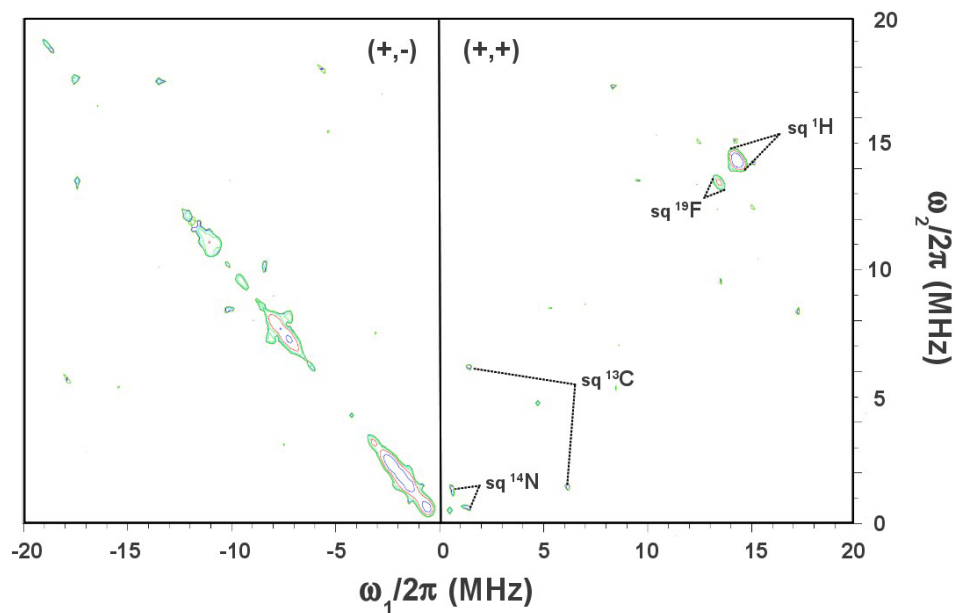 (+,-)
(+,+)
sq ¹H
sq ¹⁹F
sq ¹³C
sq ¹⁴N
20
15
10
5
0
ω₂/2π (MHz)
-20
-15
-10
-5
0
5
10
15
20
ω₁/2π (MHz)